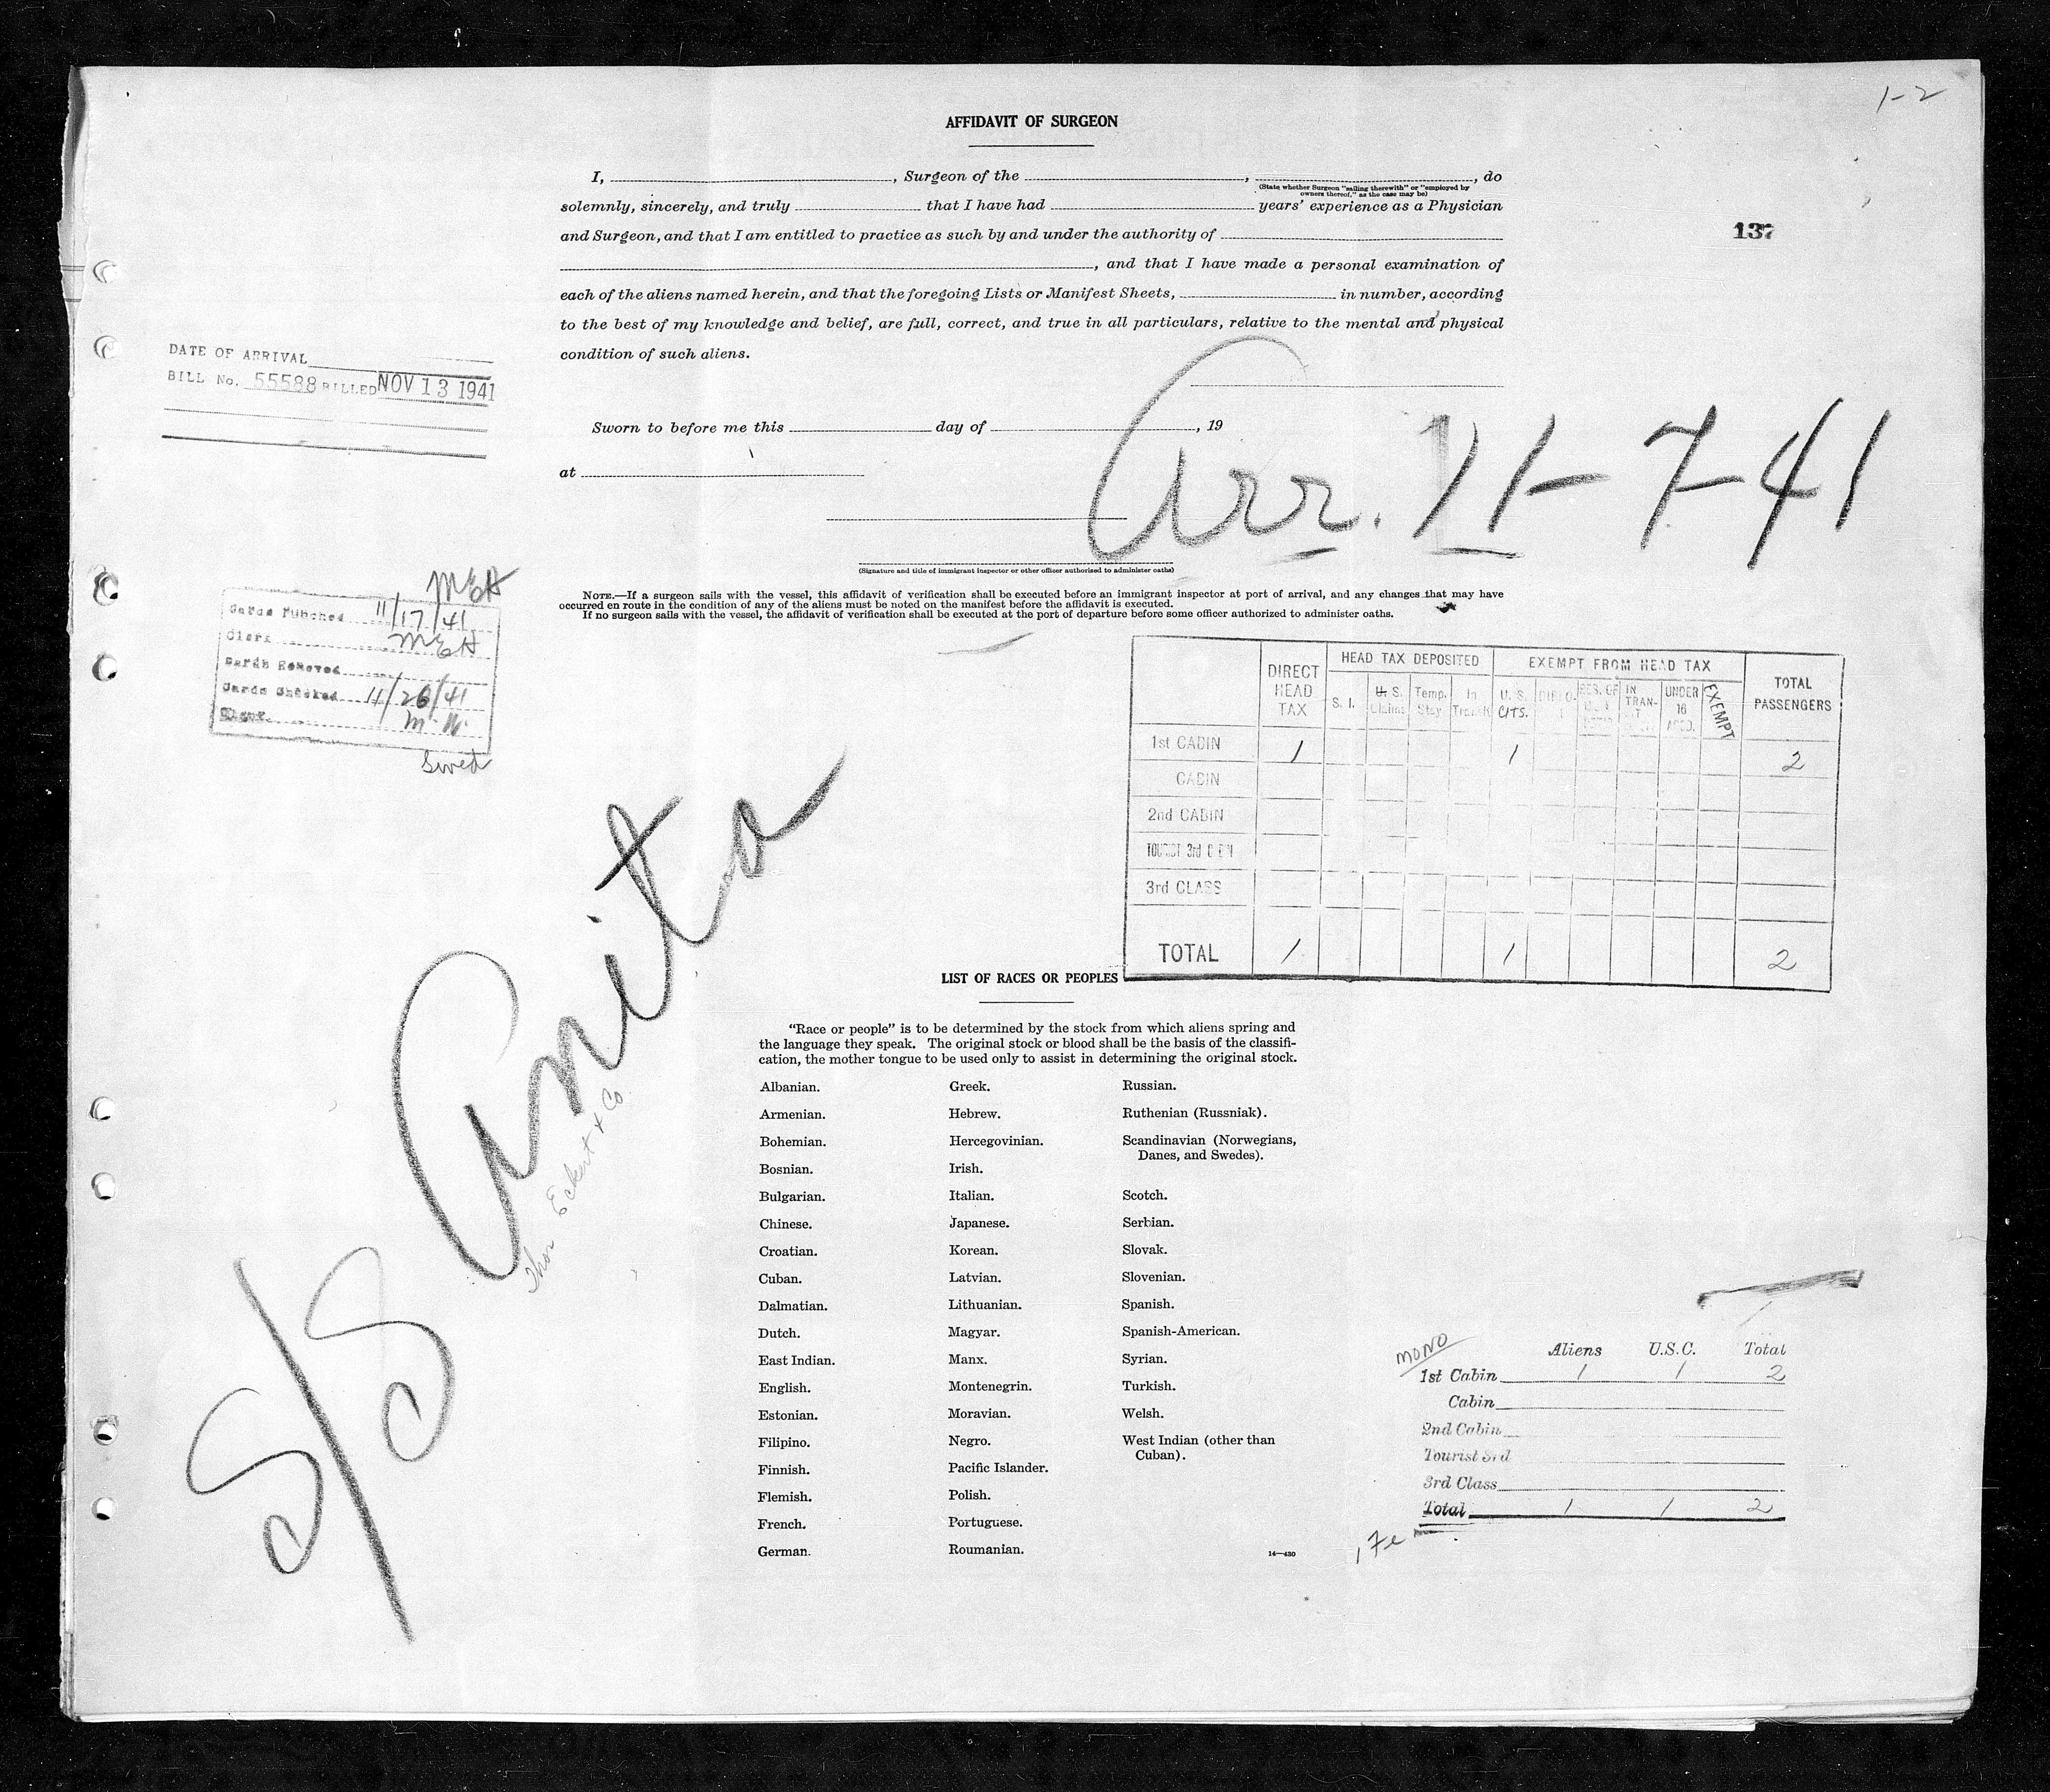 1-2
AFFIDAVIT OF SURGEON
I, , Surgeon of the , , do
(State whether Surgeon "sailing therewith" or "employed by
owners thereof," as the case may be)
solemnly, sincerely, and truly that I have had years' experience as a Physician
and Surgeon, and that I am entitled to practice as such by and under the authority of
137
, and that I have made a personal examination of
each of the aliens named herein, and that the foregoing Lists or Manifest Sheets, in number, according
to the best of my knowledge and belief, are full, correct, and true in all particulars, relative to the mental and physical
condition of such aliens.
DATE OF ARRIVAL
BILL No. 55588 BILLED NOV 13 1941
Sworn to before me this day of , 19
at
Arr. 11-7-41
(Signature and title of immigrant inspector or other officer authorized to administer oaths)
NOTE.—If a surgeon sails with the vessel, this affidavit of verification shall be executed before an immigrant inspector at port of arrival, and any changes that may have
occurred en route in the condition of any of the aliens must be noted on the manifest before the affidavit is executed.
If no surgeon sails with the vessel, the affidavit of verification shall be executed at the port of departure before some officer authorized to administer oaths.
MEA
Cards Punched 11/17/41
Clerk MEA
Cards Removed
Cards Checked 11/26/41
M. W.
Swed
DIRECT HEAD TAX
HEAD TAX DEPOSITED
EXEMPT FROM HEAD TAX
TOTAL PASSENGERS
S. I. U. S. Claims Temp. Stay In Transit U. S. CITS. UNDER 16 EXEMPT
1st CABIN 1 1 2
CABIN
2nd CABIN
TOURIST 3rd
3rd CLASS
TOTAL 1 1 2
S/S Anita
Thor Eckert & Co
LIST OF RACES OR PEOPLES
"Race or people" is to be determined by the stock from which aliens spring and
the language they speak. The original stock or blood shall be the basis of the classifi-
cation, the mother tongue to be used only to assist in determining the original stock.
Albanian.
Armenian.
Bohemian.
Bosnian.
Bulgarian.
Chinese.
Croatian.
Cuban.
Dalmatian.
Dutch.
East Indian.
English.
Estonian.
Filipino.
Finnish.
Flemish.
French.
German.
Greek.
Hebrew.
Hercegovinian.
Irish.
Italian.
Japanese.
Korean.
Latvian.
Lithuanian.
Magyar.
Manx.
Montenegrin.
Moravian.
Negro.
Pacific Islander.
Polish.
Portuguese.
Roumanian.
Russian.
Ruthenian (Russniak).
Scandinavian (Norwegians,
Danes, and Swedes).
Scotch.
Serbian.
Slovak.
Slovenian.
Spanish.
Spanish-American.
Syrian.
Turkish.
Welsh.
West Indian (other than
Cuban).
14—430
MONO
Aliens U.S.C. Total
1st Cabin 1 1 2
Cabin
2nd Cabin
Tourist 3rd
3rd Class
Total 1 1 2